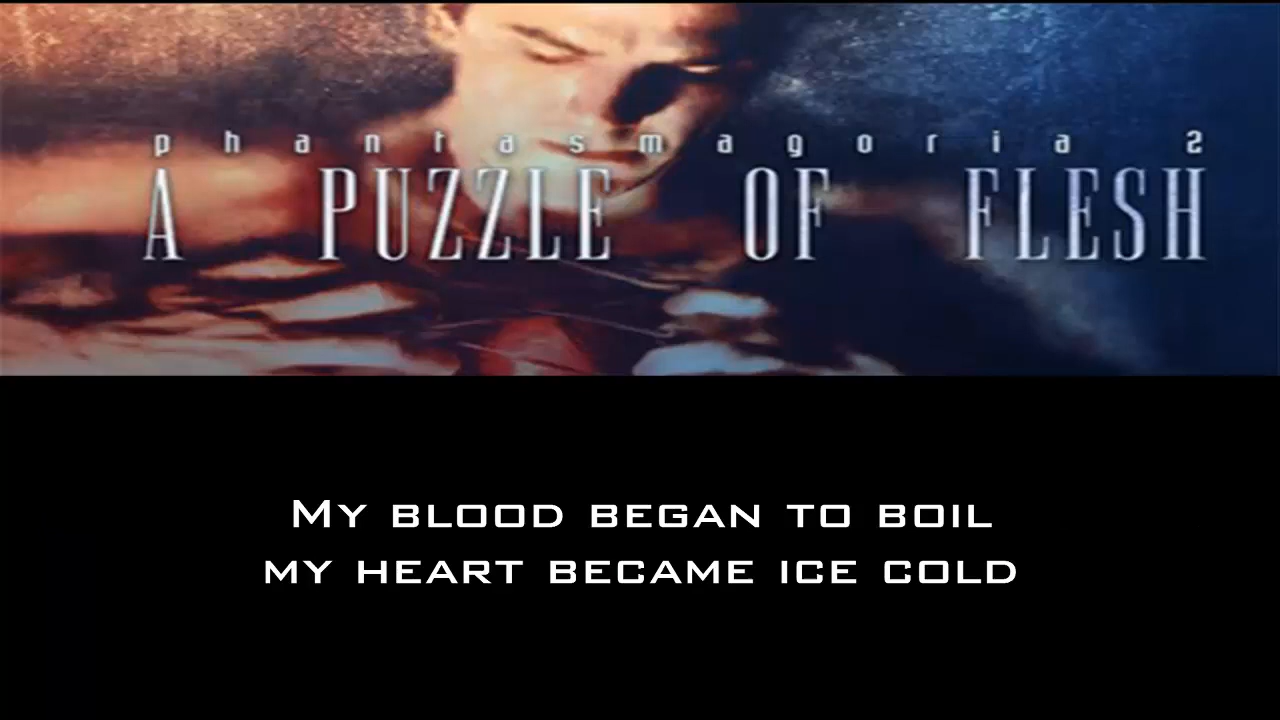 phantasmagoria 2
A PUZZLE OF FLESH
MY BLOOD BEGAN TO BOIL
MY HEART BECAME ICE COLD